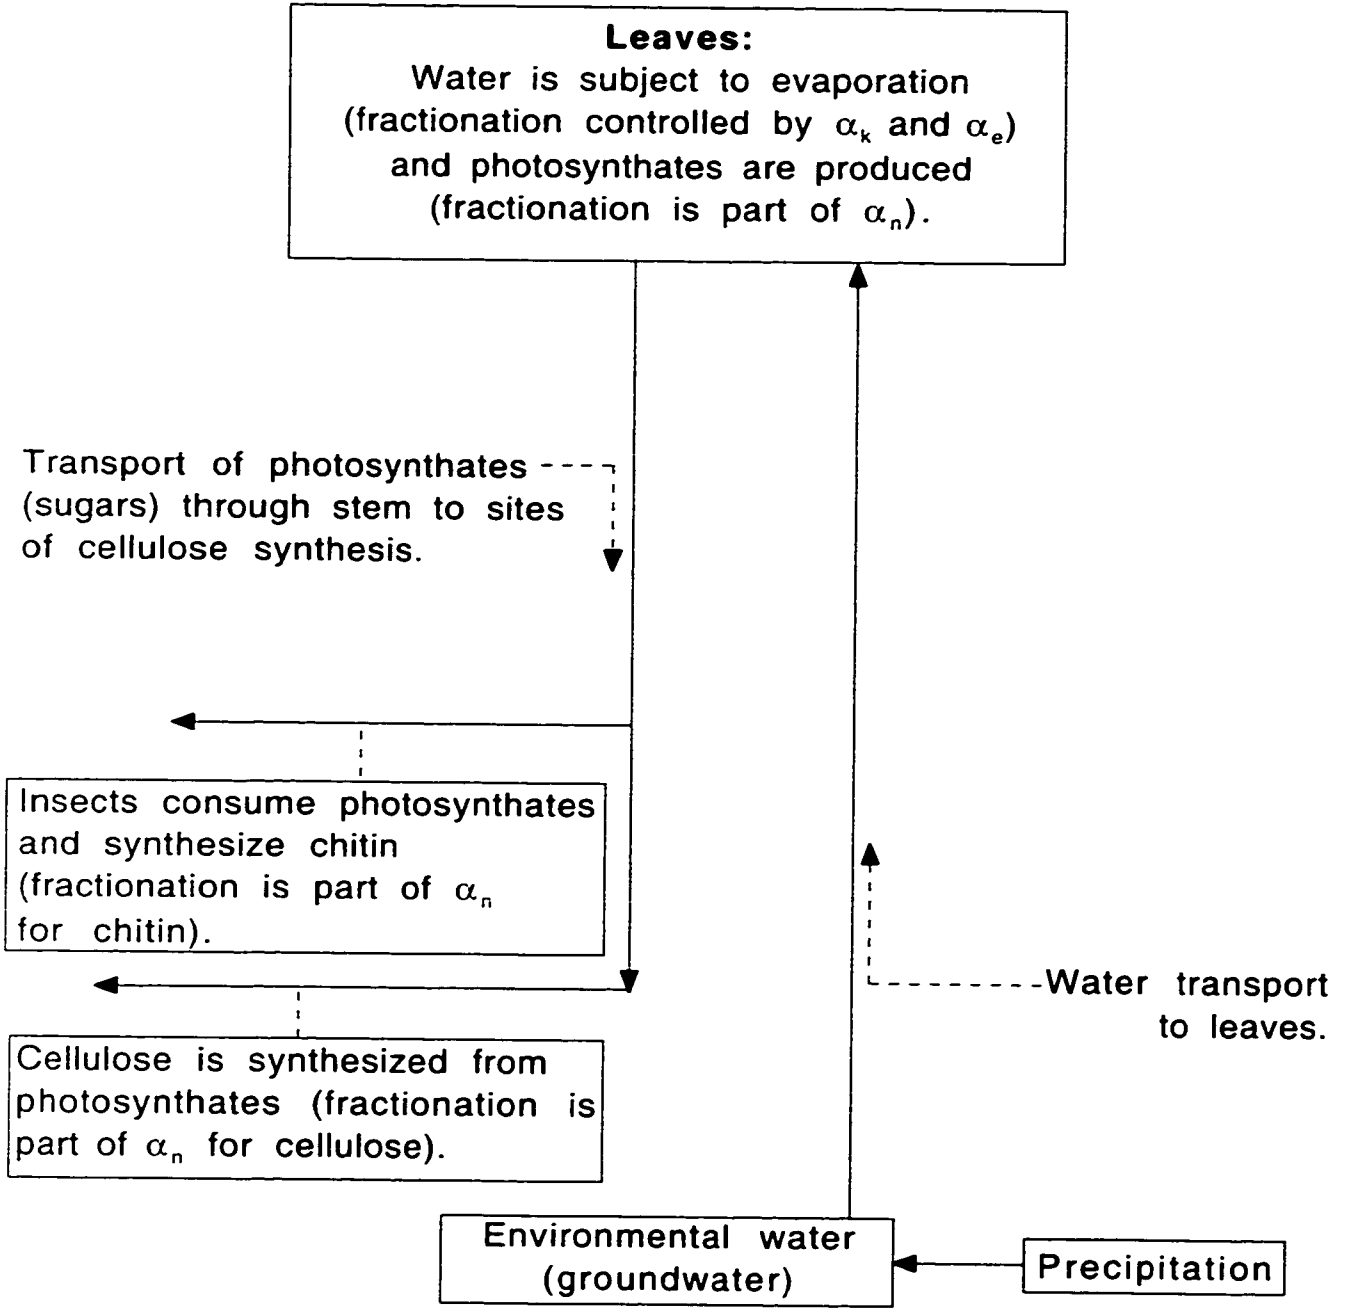 Leaves:
Water is subject to evaporation
(fractionation controlled by αk and αe)
and photosynthates are produced
(fractionation is part of αn).
Transport of photosynthates
(sugars) through stem to sites
of cellulose synthesis.
Insects consume photosynthates
and synthesize chitin
(fractionation is part of αn
for chitin).
Water transport
to leaves.
Cellulose is synthesized from
photosynthates (fractionation is
part of αn for cellulose).
Environmental water
(groundwater)
Precipitation